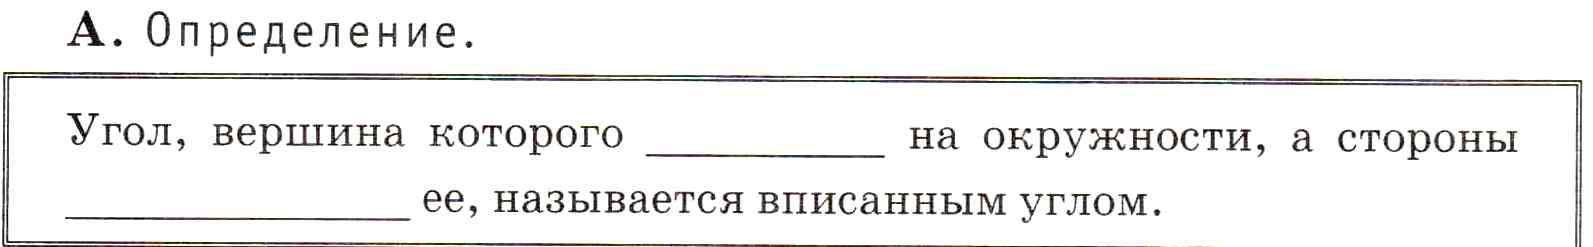 А. Определение.
Угол, вершина которого __________ на окружности, а стороны
______________ ее, называется вписанным углом.